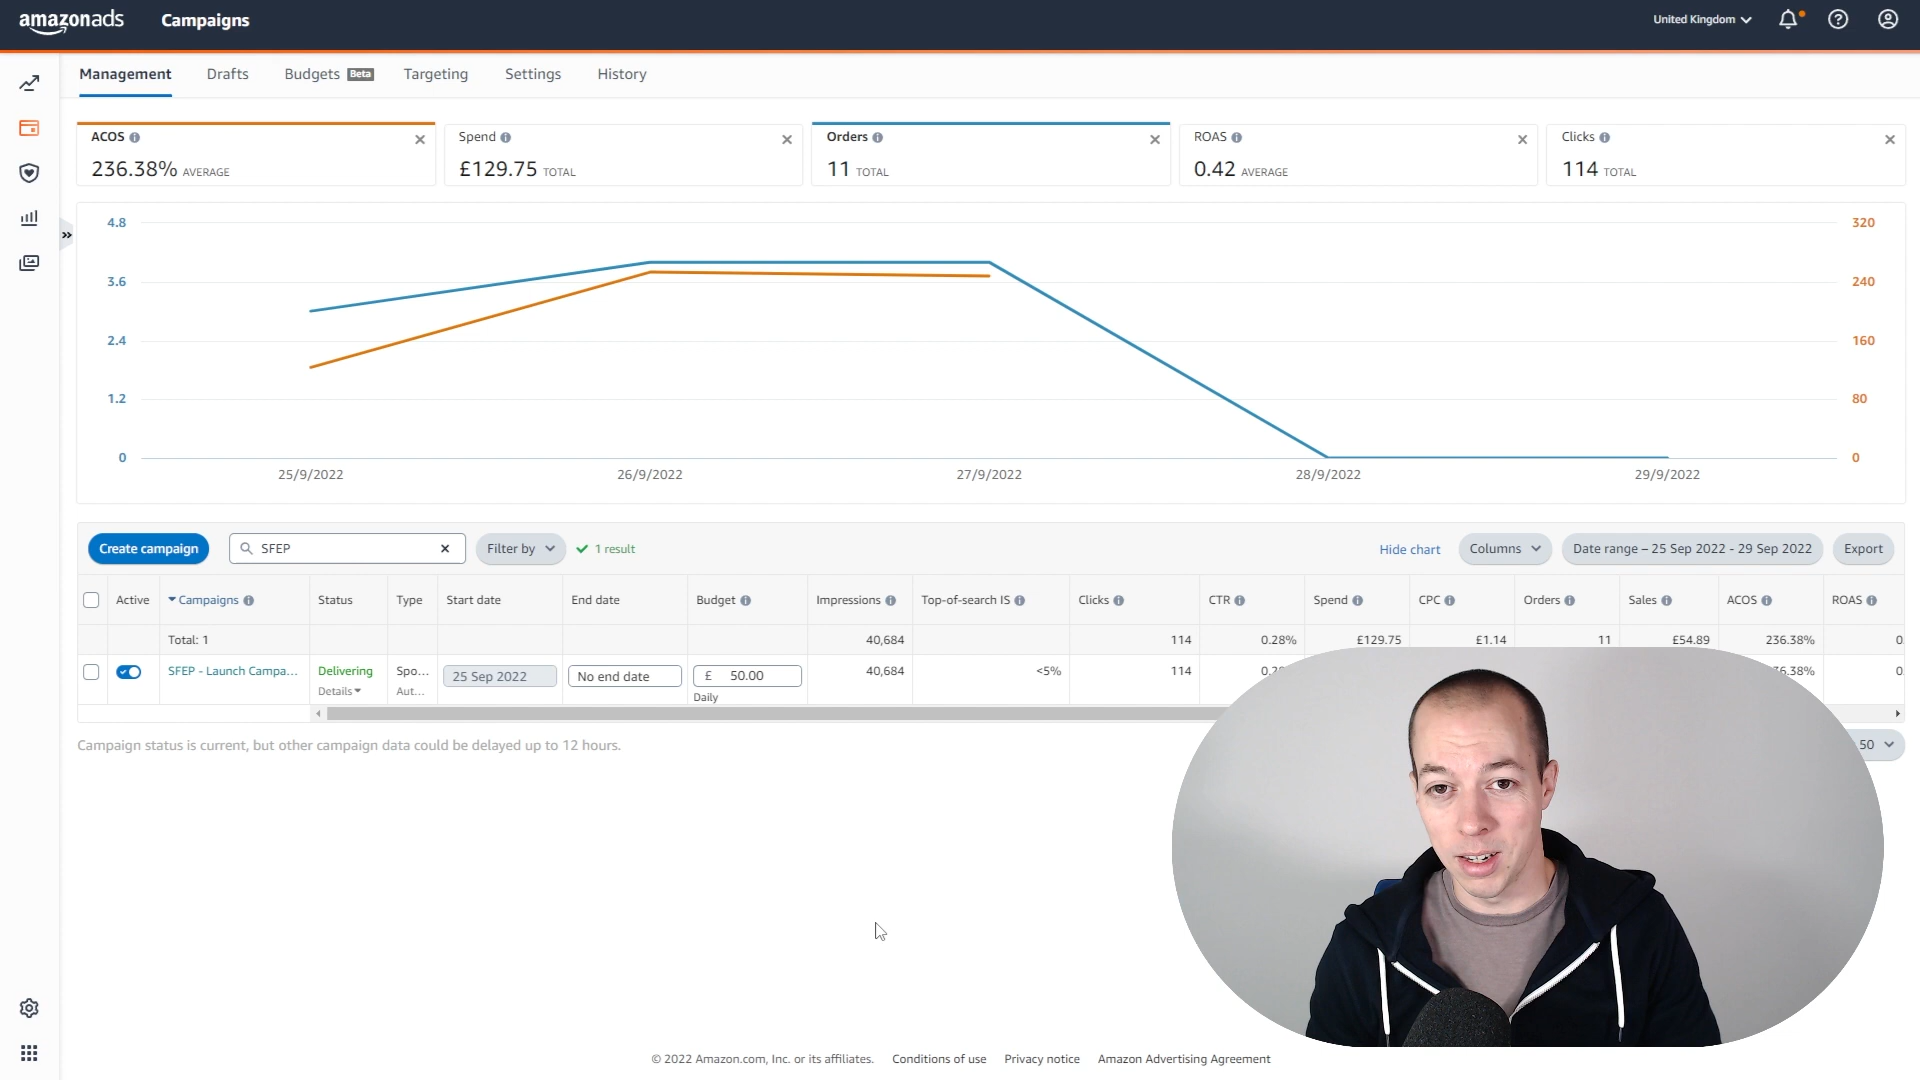 amazonads Campaigns United Kingdom
Management Drafts Budgets Beta Targeting Settings History
ACOS Spend Orders ROAS Clicks
236.38% AVERAGE £129.75 TOTAL 11 TOTAL 0.42 AVERAGE 114 TOTAL
4.8 320
3.6 240
2.4 160
1.2 80
0 0
25/9/2022 26/9/2022 27/9/2022 28/9/2022 29/9/2022
Create campaign SFEP Filter by 1 result Hide chart Columns Date range – 25 Sep 2022 - 29 Sep 2022 Export
Active Campaigns Status Type Start date End date Budget Impressions Top-of-search IS Clicks CTR Spend CPC Orders Sales ACOS ROAS
Total: 1 40,684 114 0.28% £129.75 £1.14 11 £54.89 236.38% 0.
SFEP - Launch Campa... Delivering Spo... 25 Sep 2022 No end date £ 50.00 40,684 <5% 114
Details Aut... Daily
Campaign status is current, but other campaign data could be delayed up to 12 hours. 50
© 2022 Amazon.com, Inc. or its affiliates. Conditions of use Privacy notice Amazon Advertising Agreement